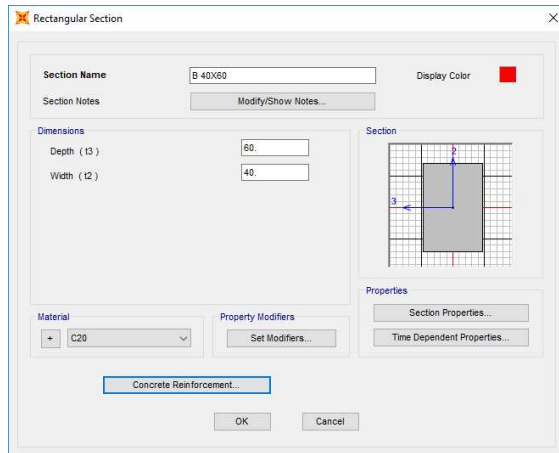 Rectangular Section
Section Name B 40X60 Display Color
Section Notes Modify/Show Notes...
Dimensions
Depth ( t3 ) 60.
Width ( t2 ) 40.
Section
2
3
Properties
Section Properties...
Time Dependent Properties...
Material
+ C20
Property Modifiers
Set Modifiers...
Concrete Reinforcement...
OK Cancel